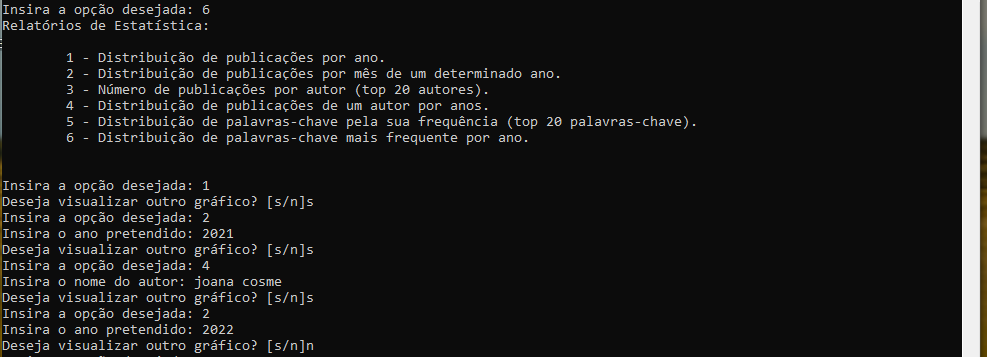 Insira a opção desejada: 6
Relatórios de Estatística:
1 - Distribuição de publicações por ano.
2 - Distribuição de publicações por mês de um determinado ano.
3 - Número de publicações por autor (top 20 autores).
4 - Distribuição de publicações de um autor por anos.
5 - Distribuição de palavras-chave pela sua frequência (top 20 palavras-chave).
6 - Distribuição de palavras-chave mais frequente por ano.
Insira a opção desejada: 1
Deseja visualizar outro gráfico? [s/n]s
Insira a opção desejada: 2
Insira o ano pretendido: 2021
Deseja visualizar outro gráfico? [s/n]s
Insira a opção desejada: 4
Insira o nome do autor: joana cosme
Deseja visualizar outro gráfico? [s/n]s
Insira a opção desejada: 2
Insira o ano pretendido: 2022
Deseja visualizar outro gráfico? [s/n]n